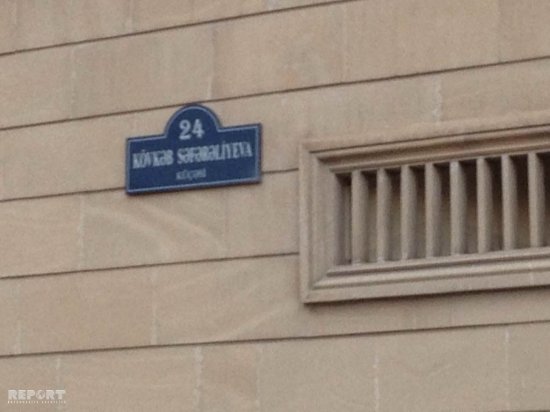 24
KÖVKƏB SƏFƏRƏLİYEVA
KÜÇƏSİ
REPORT